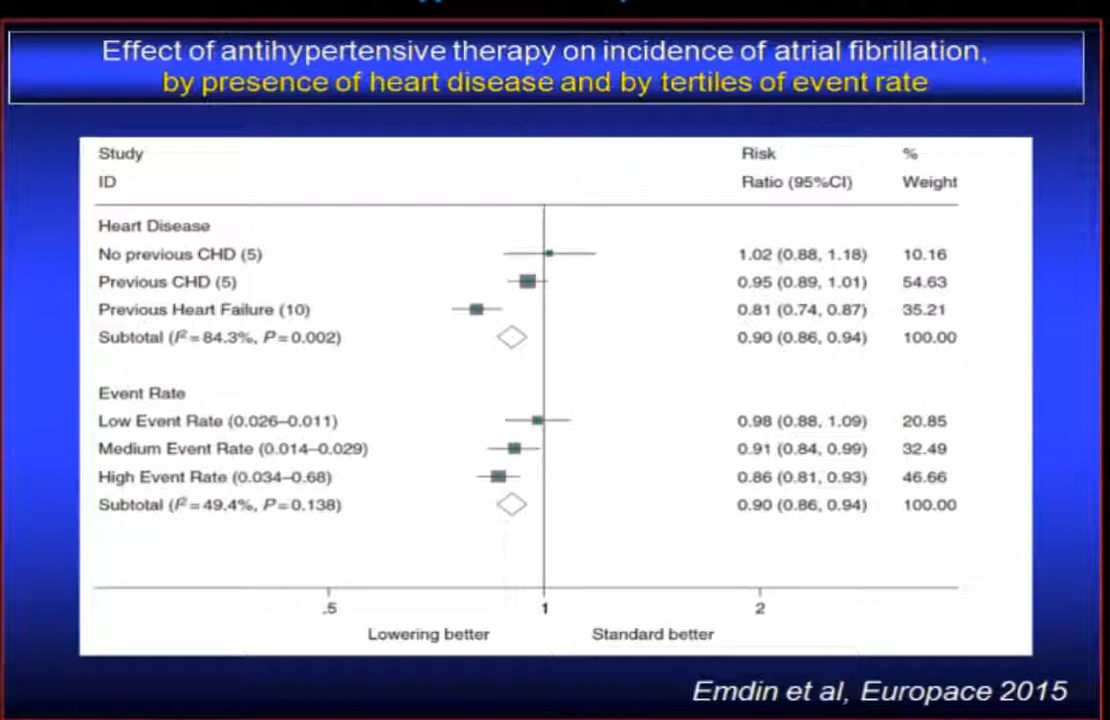 Effect of antihypertensive therapy on incidence of atrial fibrillation,
by presence of heart disease and by tertiles of event rate
Study Risk %
ID Ratio (95%CI) Weight
Heart Disease
No previous CHD (5) 1.02 (0.88, 1.18) 10.16
Previous CHD (5) 0.95 (0.89, 1.01) 54.63
Previous Heart Failure (10) 0.81 (0.74, 0.87) 35.21
Subtotal (I²=84.3%, P=0.002) 0.90 (0.86, 0.94) 100.00
Event Rate
Low Event Rate (0.026–0.011) 0.98 (0.88, 1.09) 20.85
Medium Event Rate (0.014–0.029) 0.91 (0.84, 0.99) 32.49
High Event Rate (0.034–0.68) 0.86 (0.81, 0.93) 46.66
Subtotal (I²=49.4%, P=0.138) 0.90 (0.86, 0.94) 100.00
.5 1 2
Lowering better Standard better
Emdin et al, Europace 2015